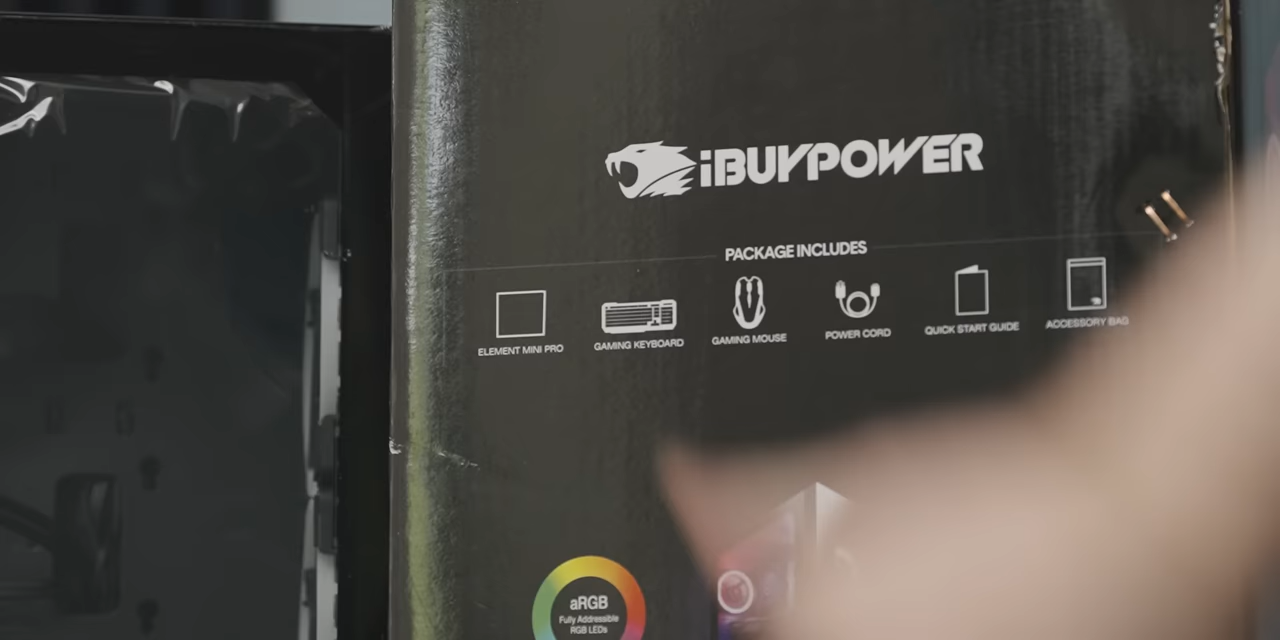 iBUYPOWER
PACKAGE INCLUDES
ELEMENT MINI PRO
GAMING KEYBOARD
GAMING MOUSE
POWER CORD
QUICK START GUIDE
ACCESSORY BAG
aRGB
Fully Addressible
RGB LEDs